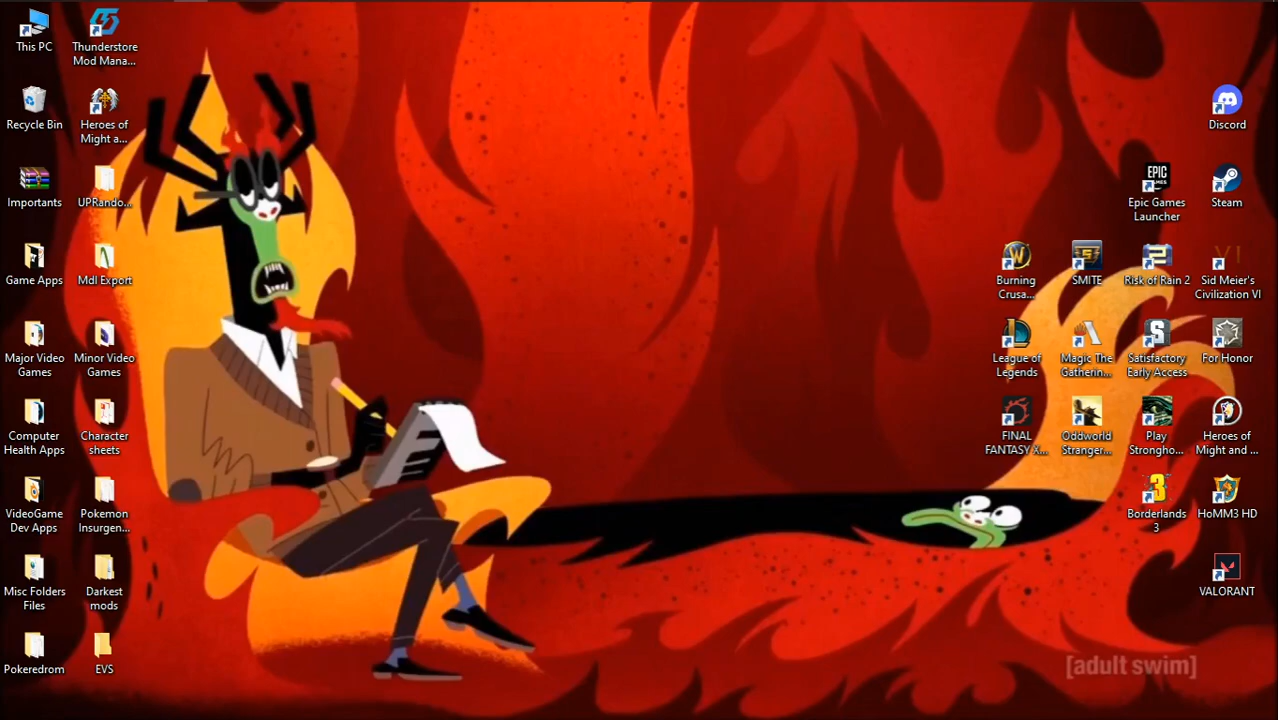 This PC
Thunderstore
Mod Mana...
Recycle Bin
Heroes of
Might a...
Discord
Importants
UPRando...
EPIC
GAMES
Epic Games
Launcher
Steam
Game Apps
Mdl Export
Burning
Crusa...
SMITE
Risk of Rain 2
VI
Sid Meier's
Civilization VI
Major Video
Games
Minor Video
Games
League of
Legends
Magic The
Gatherin...
Satisfactory
Early Access
For Honor
Computer
Health Apps
Character
sheets
FINAL
FANTASY X...
Oddworld
Stranger...
Play
Strongho...
Heroes of
Might and ...
VideoGame
Dev Apps
Pokemon
Insurgen...
3
Borderlands
3
HoMM3 HD
Misc Folders
Files
Darkest
mods
VALORANT
Pokeredrom
EVS
[adult swim]